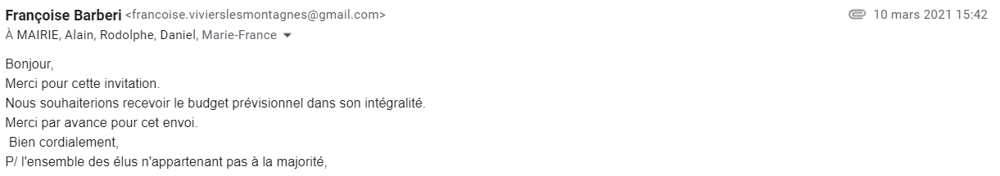 Françoise Barberi <francoise.vivierslesmontagnes@gmail.com> 10 mars 2021 15:42
À MAIRIE, Alain, Rodolphe, Daniel, Marie-France
Bonjour,
Merci pour cette invitation.
Nous souhaiterions recevoir le budget prévisionnel dans son intégralité.
Merci par avance pour cet envoi.
Bien cordialement,
P/ l'ensemble des élus n'appartenant pas à la majorité,